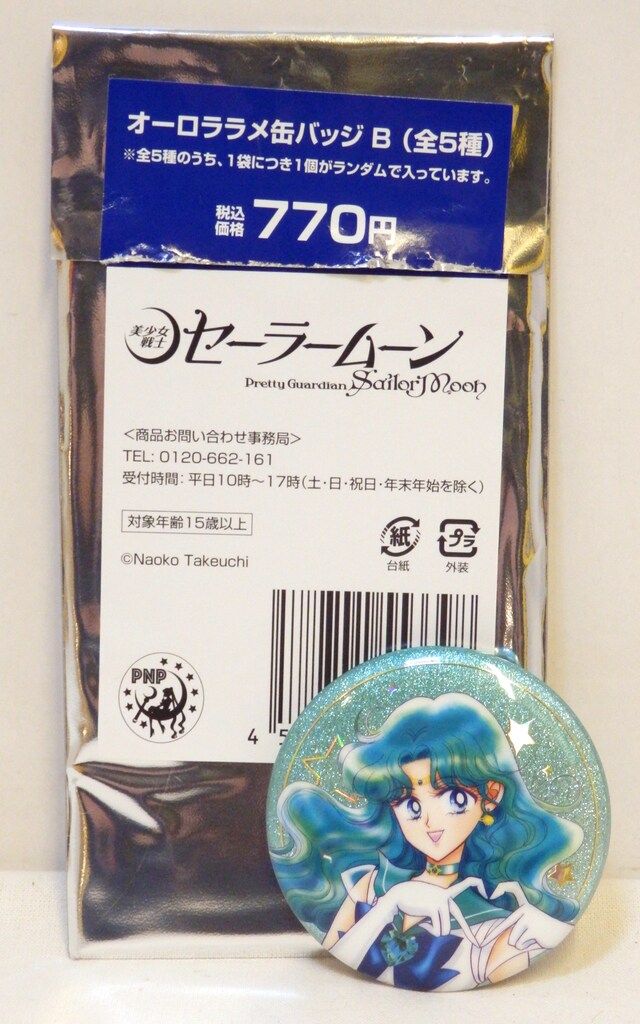 オーロララメ缶バッジ B（全5種）
※全5種のうち、1袋につき1個がランダムで入っています。
税込
価格 770円
美少女
戦士 セーラームーン
Pretty Guardian Sailor Moon
＜商品お問い合わせ事務局＞
TEL: 0120-662-161
受付時間: 平日10時～17時(土・日・祝日・年末年始を除く)
対象年齢15歳以上
紙 プラ
台紙 外装
©Naoko Takeuchi
PNP
4 5